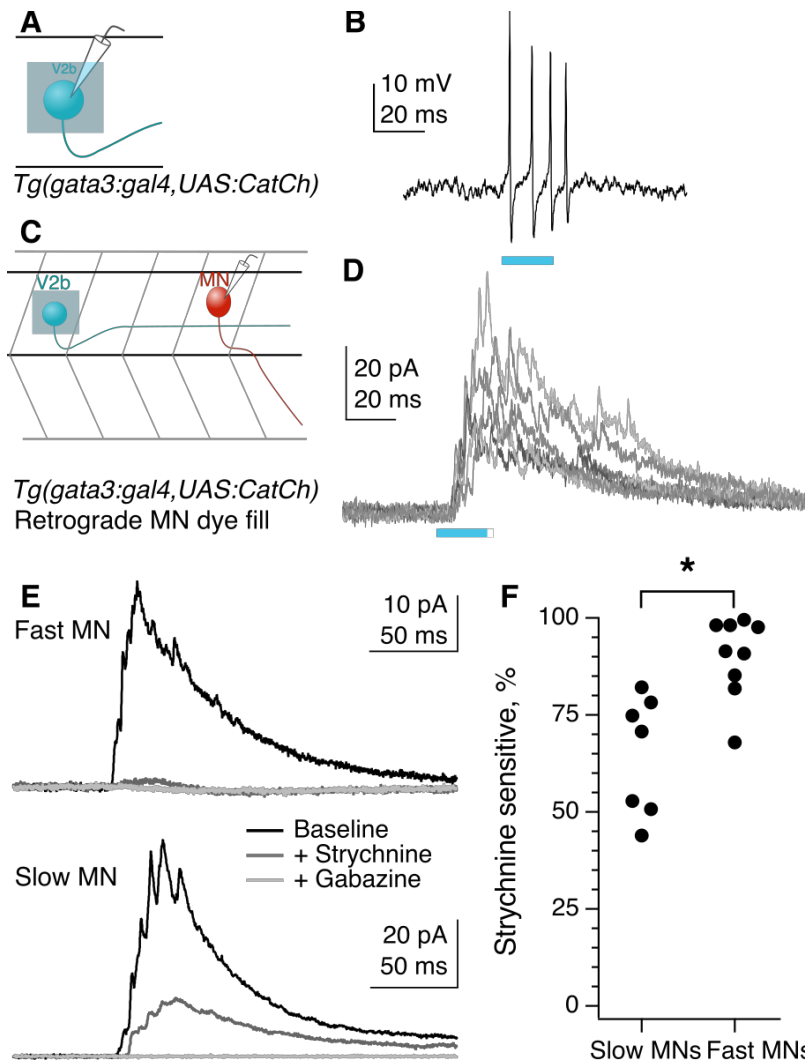 A
V2b
Tg(gata3:gal4,UAS:CatCh)
B
10 mV
20 ms
C
V2b
MN
Tg(gata3:gal4,UAS:CatCh)
Retrograde MN dye fill
D
20 pA
20 ms
E
Fast MN
10 pA
50 ms
Baseline
+ Strychnine
+ Gabazine
Slow MN
20 pA
50 ms
F
*
Strychnine sensitive, %
100
75
50
25
0
Slow MNs Fast MNs